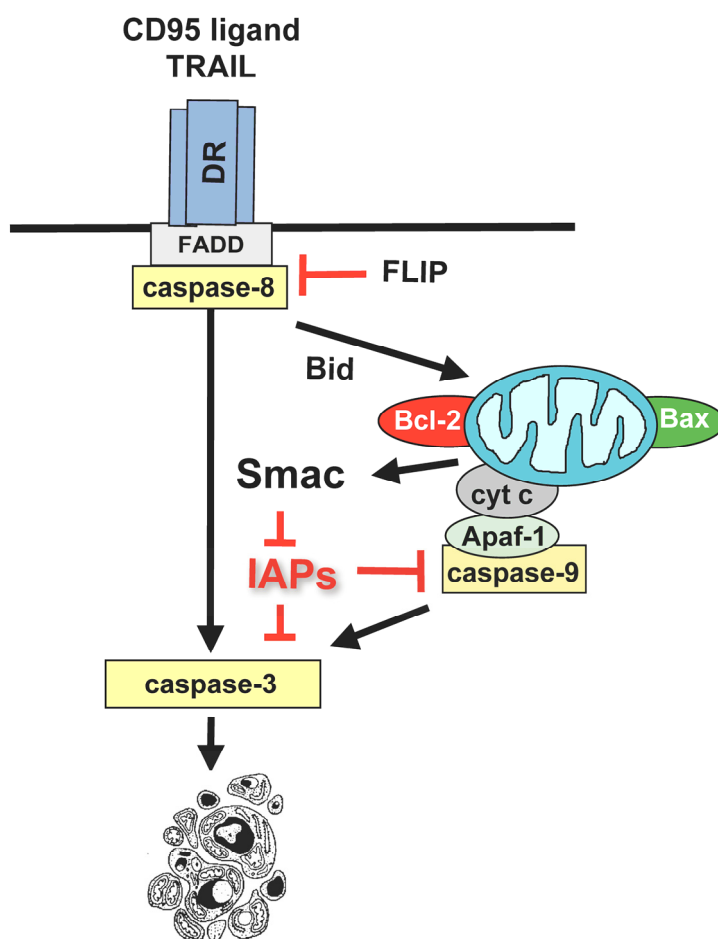 CD95 ligand
TRAIL
DR
FADD
caspase-8
FLIP
Bid
Bcl-2
Bax
Smac
cyt c
Apaf-1
IAPs
caspase-9
caspase-3